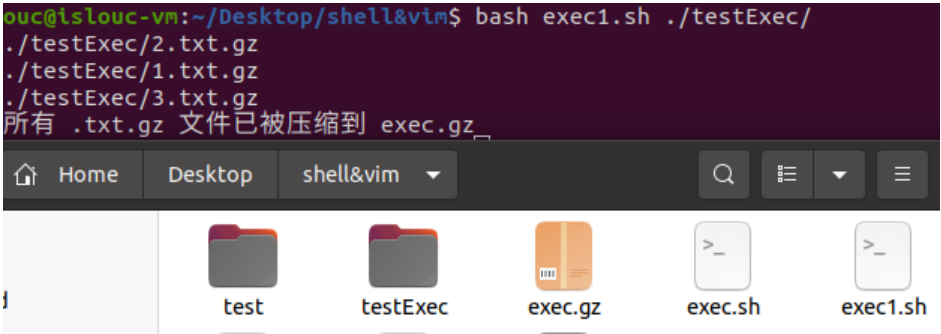 ouc@islouc-vm:~/Desktop/shell&vim$ bash exec1.sh ./testExec/
./testExec/2.txt.gz
./testExec/1.txt.gz
./testExec/3.txt.gz
所有 .txt.gz 文件已被压缩到 exec.gz
Home Desktop shell&vim
test testExec exec.gz exec.sh exec1.sh